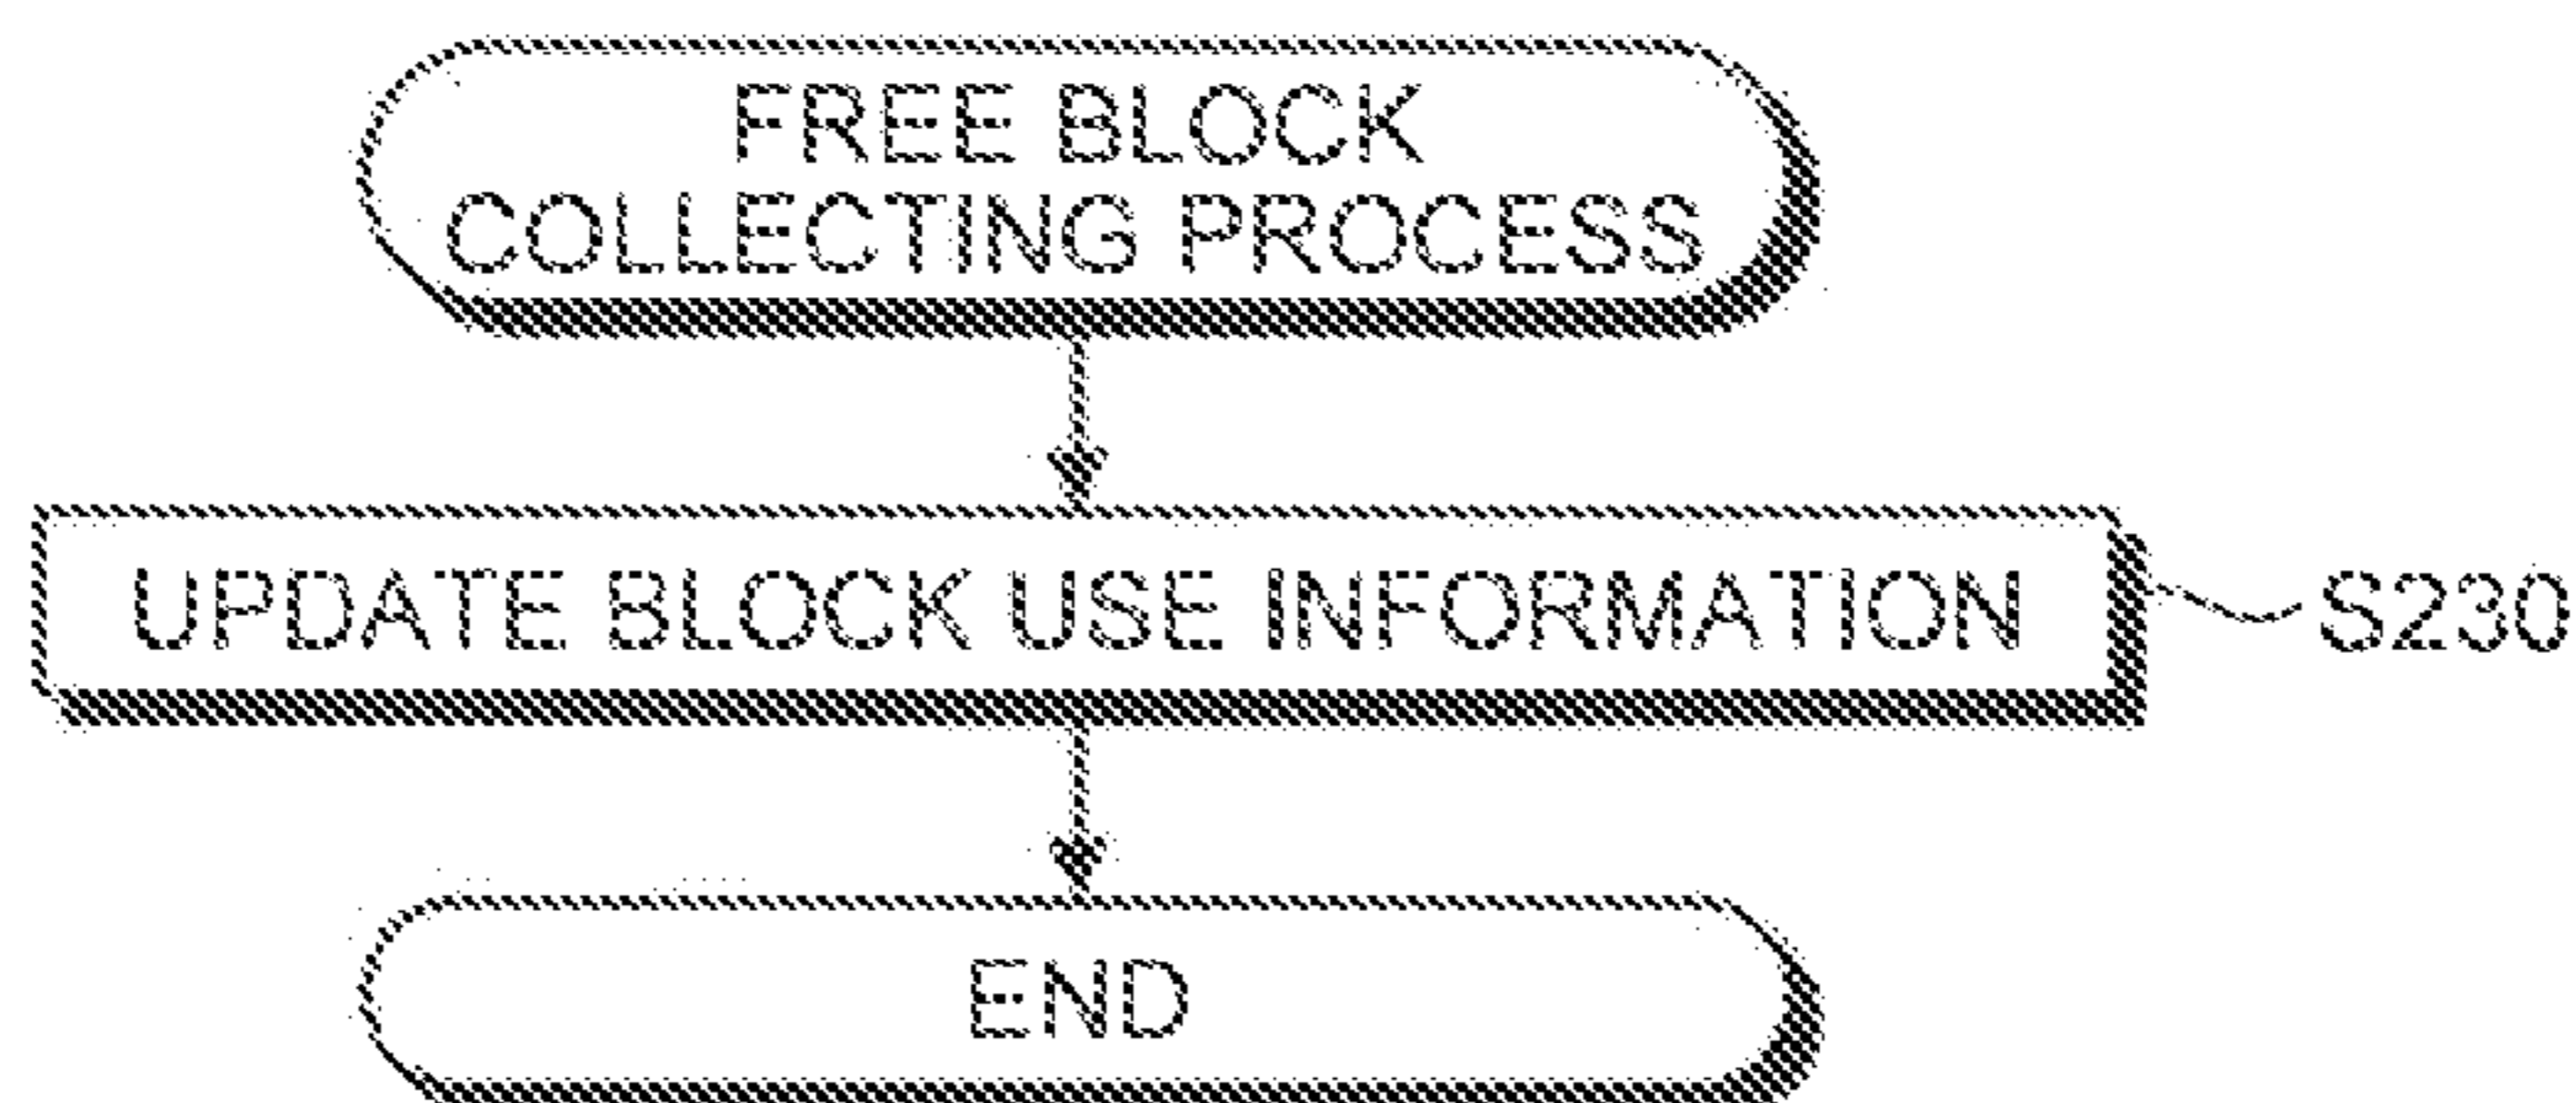 FREE BLOCK
COLLECTING PROCESS
UPDATE BLOCK USE INFORMATION
S230
END